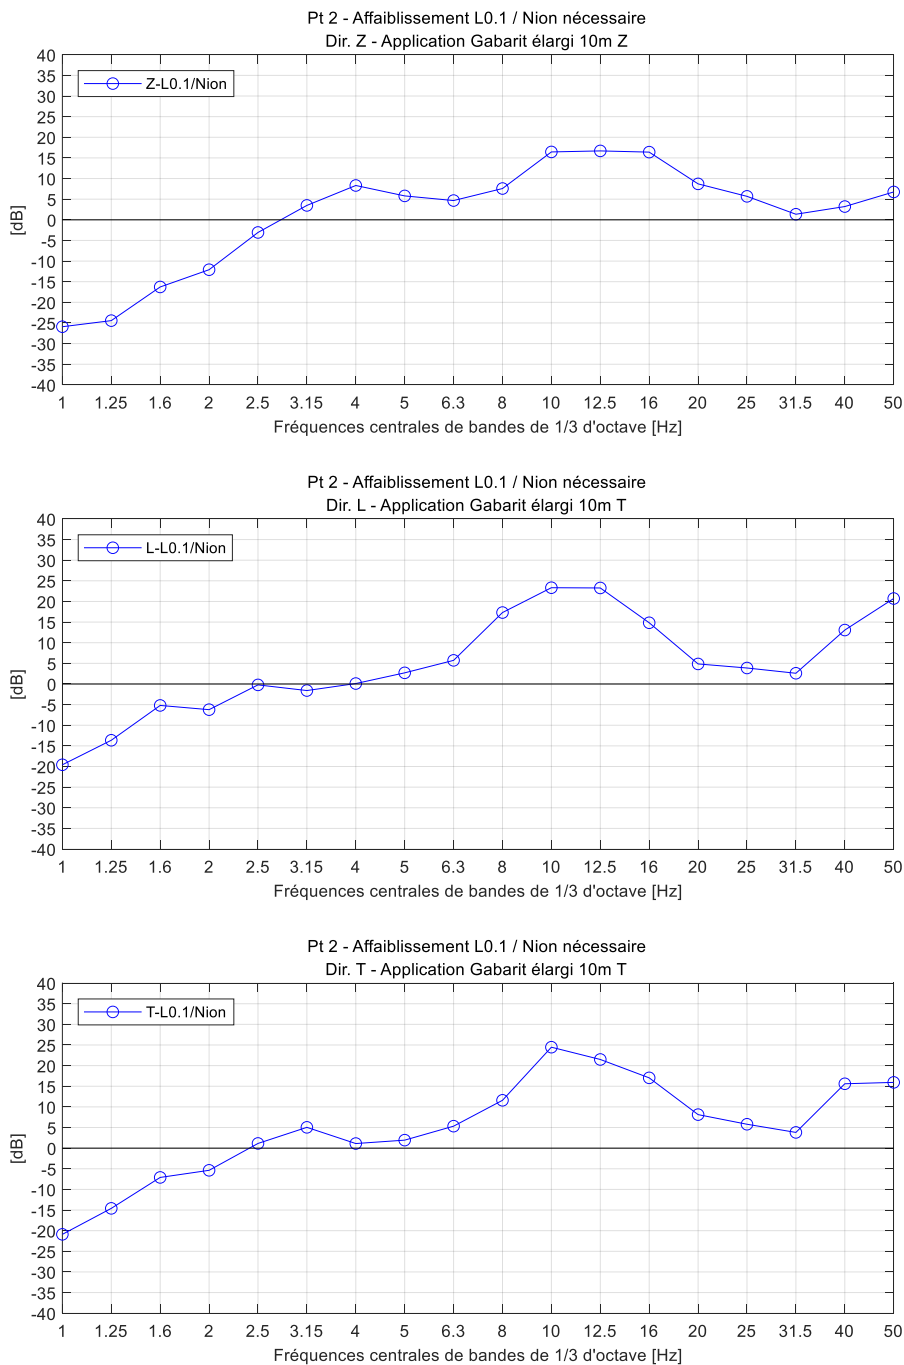 Pt 2 - Affaiblissement L0.1 / Nion nécessaire
Dir. Z - Application Gabarit élargi 10m Z
40
35
30
25
20
15
10
5
0
-5
-10
-15
-20
-25
-30
-35
-40
[dB]
Z-L0.1/Nion
1 1.25 1.6 2 2.5 3.15 4 5 6.3 8 10 12.5 16 20 25 31.5 40 50
Fréquences centrales de bandes de 1/3 d'octave [Hz]
Pt 2 - Affaiblissement L0.1 / Nion nécessaire
Dir. L - Application Gabarit élargi 10m T
40
35
30
25
20
15
10
5
0
-5
-10
-15
-20
-25
-30
-35
-40
[dB]
L-L0.1/Nion
1 1.25 1.6 2 2.5 3.15 4 5 6.3 8 10 12.5 16 20 25 31.5 40 50
Fréquences centrales de bandes de 1/3 d'octave [Hz]
Pt 2 - Affaiblissement L0.1 / Nion nécessaire
Dir. T - Application Gabarit élargi 10m T
40
35
30
25
20
15
10
5
0
-5
-10
-15
-20
-25
-30
-35
-40
[dB]
T-L0.1/Nion
1 1.25 1.6 2 2.5 3.15 4 5 6.3 8 10 12.5 16 20 25 31.5 40 50
Fréquences centrales de bandes de 1/3 d'octave [Hz]